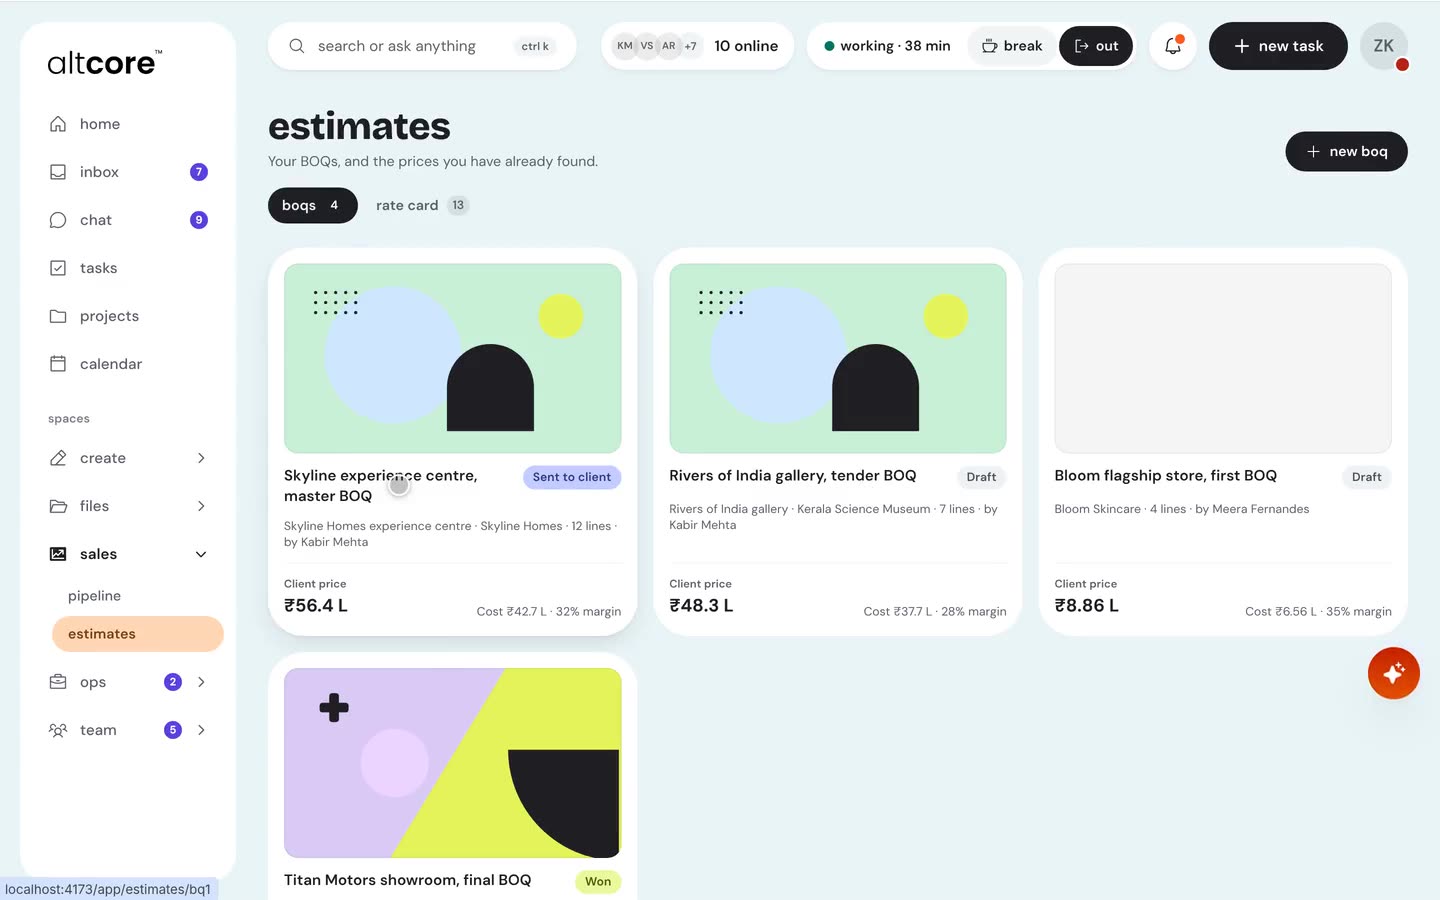 altcore™
search or ask anything
ctrl k
KM VS AR +7
10 online
working · 38 min
break
out
new task
ZK
home
inbox 7
chat 9
tasks
projects
calendar
spaces
create
files
sales
pipeline
estimates
ops 2
team 5
estimates
Your BOQs, and the prices you have already found.
new boq
boqs 4
rate card 13
Skyline experience centre,
master BOQ
Sent to client
Skyline Homes experience centre · Skyline Homes · 12 lines ·
by Kabir Mehta
Client price
₹56.4 L
Cost ₹42.7 L · 32% margin
Rivers of India gallery, tender BOQ
Draft
Rivers of India gallery · Kerala Science Museum · 7 lines · by
Kabir Mehta
Client price
₹48.3 L
Cost ₹37.7 L · 28% margin
Bloom flagship store, first BOQ
Draft
Bloom Skincare · 4 lines · by Meera Fernandes
Client price
₹8.86 L
Cost ₹6.56 L · 35% margin
Titan Motors showroom, final BOQ
Won
localhost:4173/app/estimates/bq1